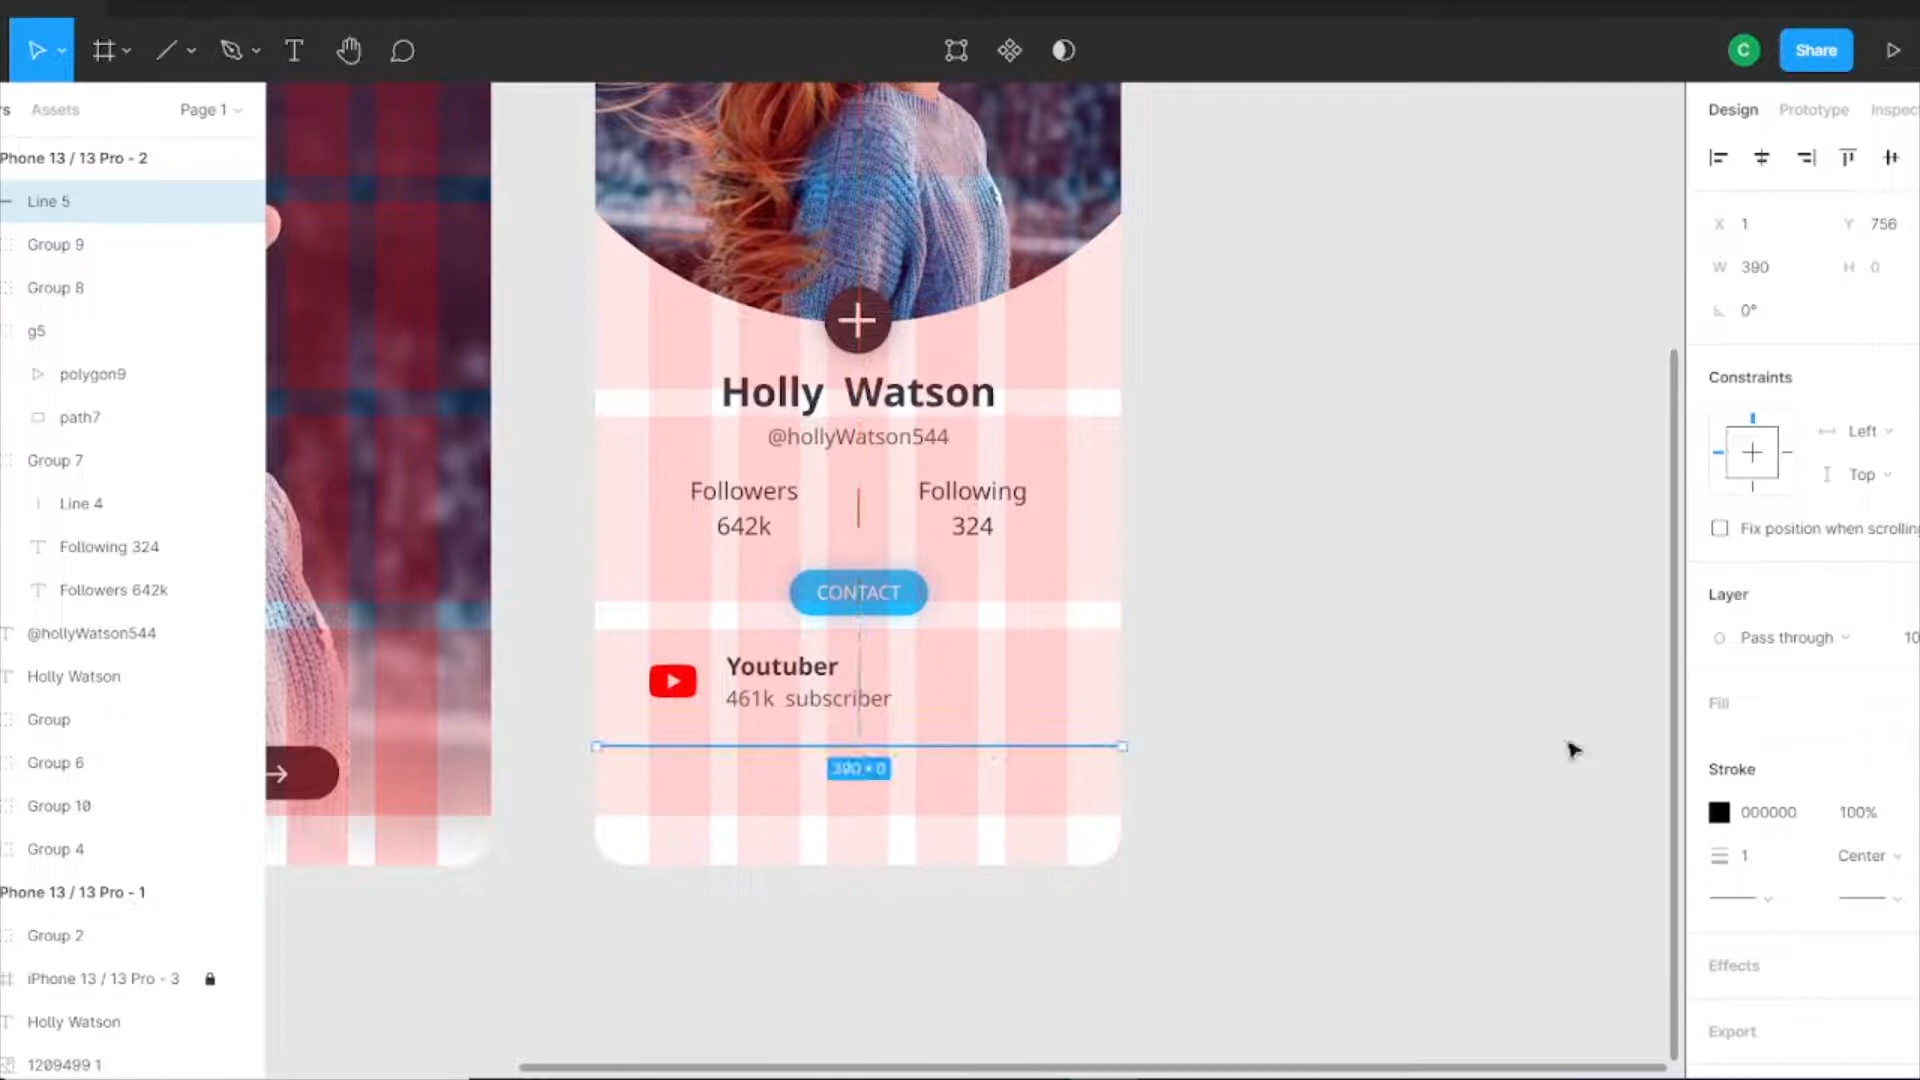 C
Share
rs
Assets
Page 1
Phone 13 / 13 Pro - 2
Line 5
Group 9
Group 8
g5
polygon9
path7
Group 7
Line 4
Following 324
Followers 642k
@hollyWatson544
Holly Watson
Group
Group 6
Group 10
Group 4
Phone 13 / 13 Pro - 1
Group 2
iPhone 13 / 13 Pro - 3
Holly Watson
1209499 1
Holly Watson
@hollyWatson544
Followers
642k
Following
324
CONTACT
Youtuber
461k subscriber
390 × 0
Design
Prototype
Inspec
X 1
Y 756
W 390
H 0
0°
Constraints
Left
Top
Fix position when scrolling
Layer
Pass through
10
Fill
Stroke
000000
100%
1
Center
Effects
Export